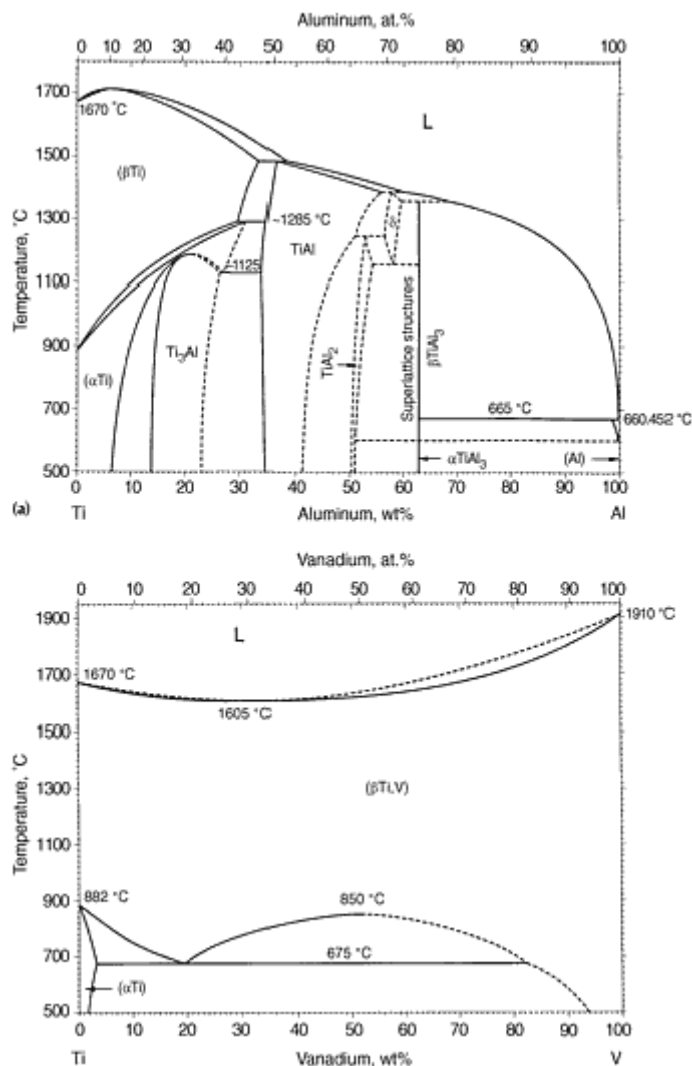 Aluminum, at.%
0 10 20 30 40 50 60 70 80 90 100
1700
1670 °C
L
(βTi)
1500
1300
~1285 °C
δ
TiAl
1100
~1125
Temperature, °C
900
Ti3Al
(αTi)
TiAl2
Superlattice structures
βTiAl3
700
665 °C
660.452 °C
500
αTiAl3
(Al)
0 10 20 30 40 50 60 70 80 90 100
(a) Ti Aluminum, wt% Al
Vanadium, at.%
0 10 20 30 40 50 60 70 80 90 100
1900
1910 °C
L
1700
1670 °C
1605 °C
1500
Temperature, °C
1300
(βTi,V)
1100
900
882 °C
850 °C
700
675 °C
(αTi)
500
0 10 20 30 40 50 60 70 80 90 100
Ti Vanadium, wt% V